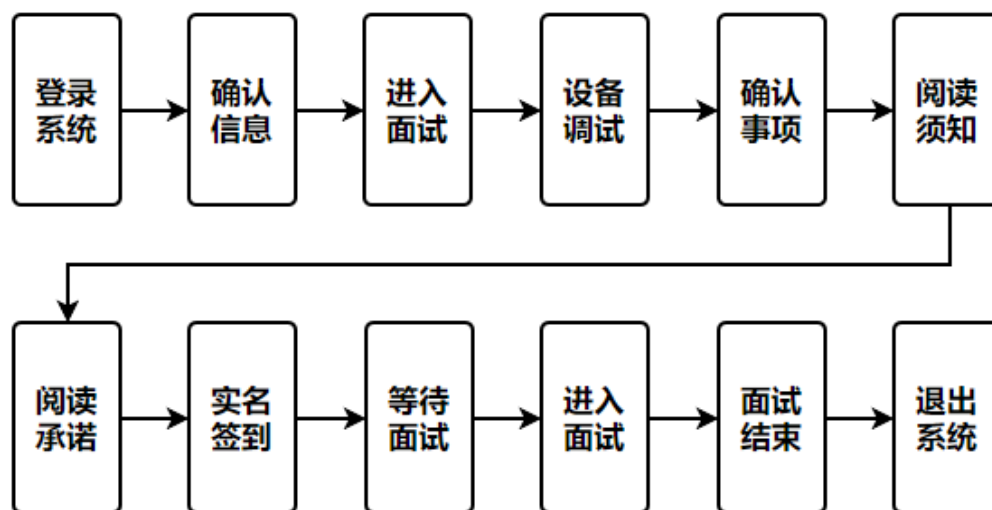 登录
系统
确认
信息
进入
面试
设备
调试
确认
事项
阅读
须知
阅读
承诺
实名
签到
等待
面试
进入
面试
面试
结束
退出
系统